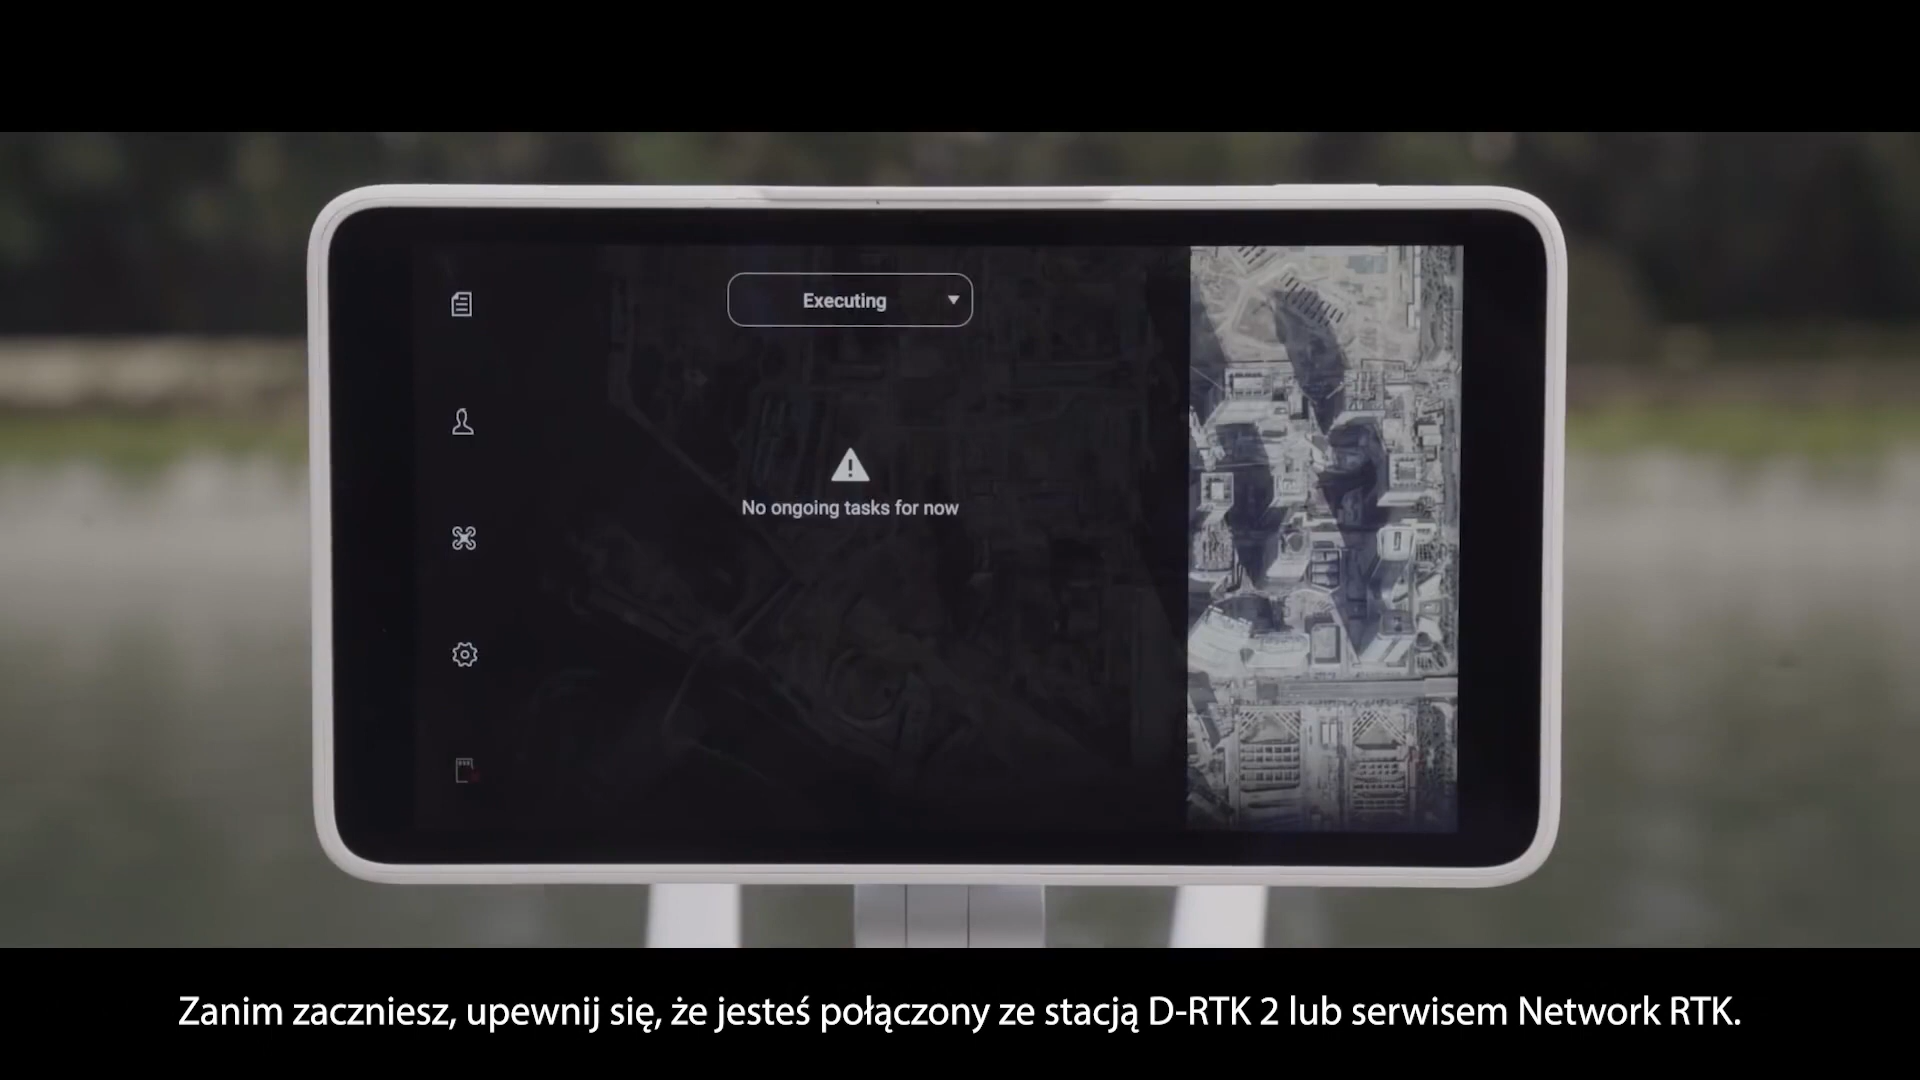 Executing
No ongoing tasks for now
Zanim zaczniesz, upewnij się, że jesteś połączony ze stacją D-RTK 2 lub serwisem Network RTK.